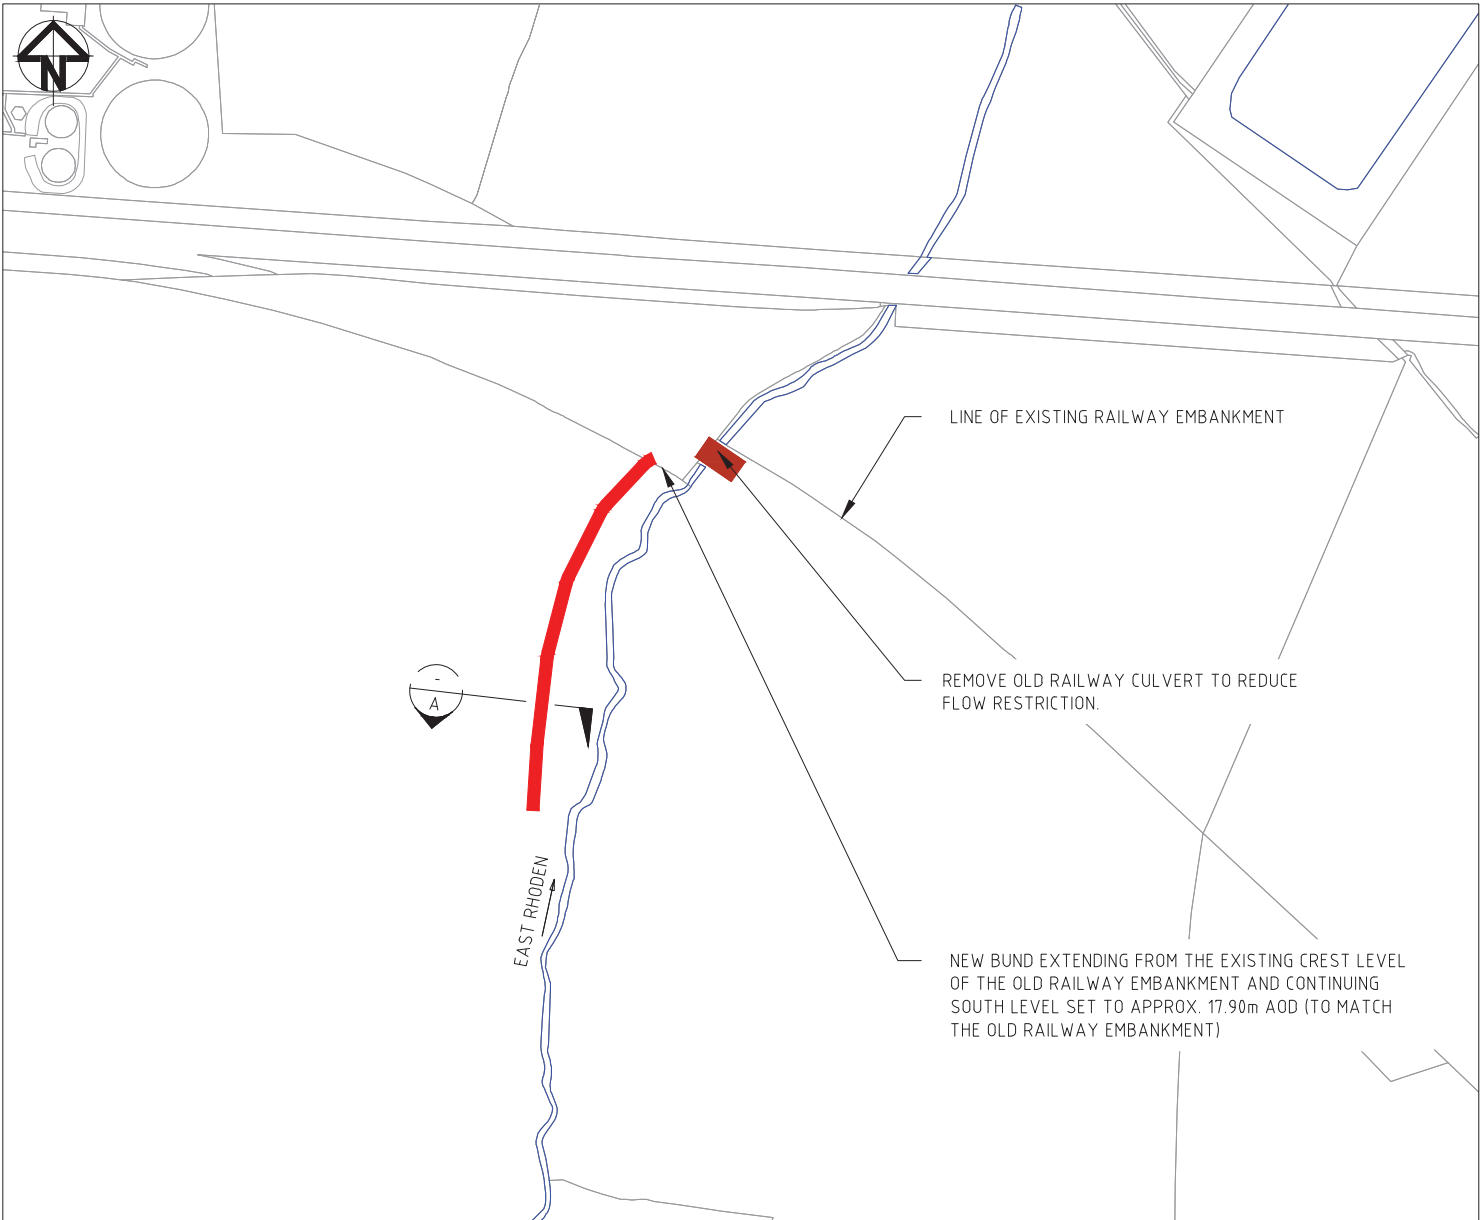 N
LINE OF EXISTING RAILWAY EMBANKMENT
REMOVE OLD RAILWAY CULVERT TO REDUCE
FLOW RESTRICTION.
-
A
EAST RHODEN
NEW BUND EXTENDING FROM THE EXISTING CREST LEVEL
OF THE OLD RAILWAY EMBANKMENT AND CONTINUING
SOUTH LEVEL SET TO APPROX. 17.90m AOD (TO MATCH
THE OLD RAILWAY EMBANKMENT)